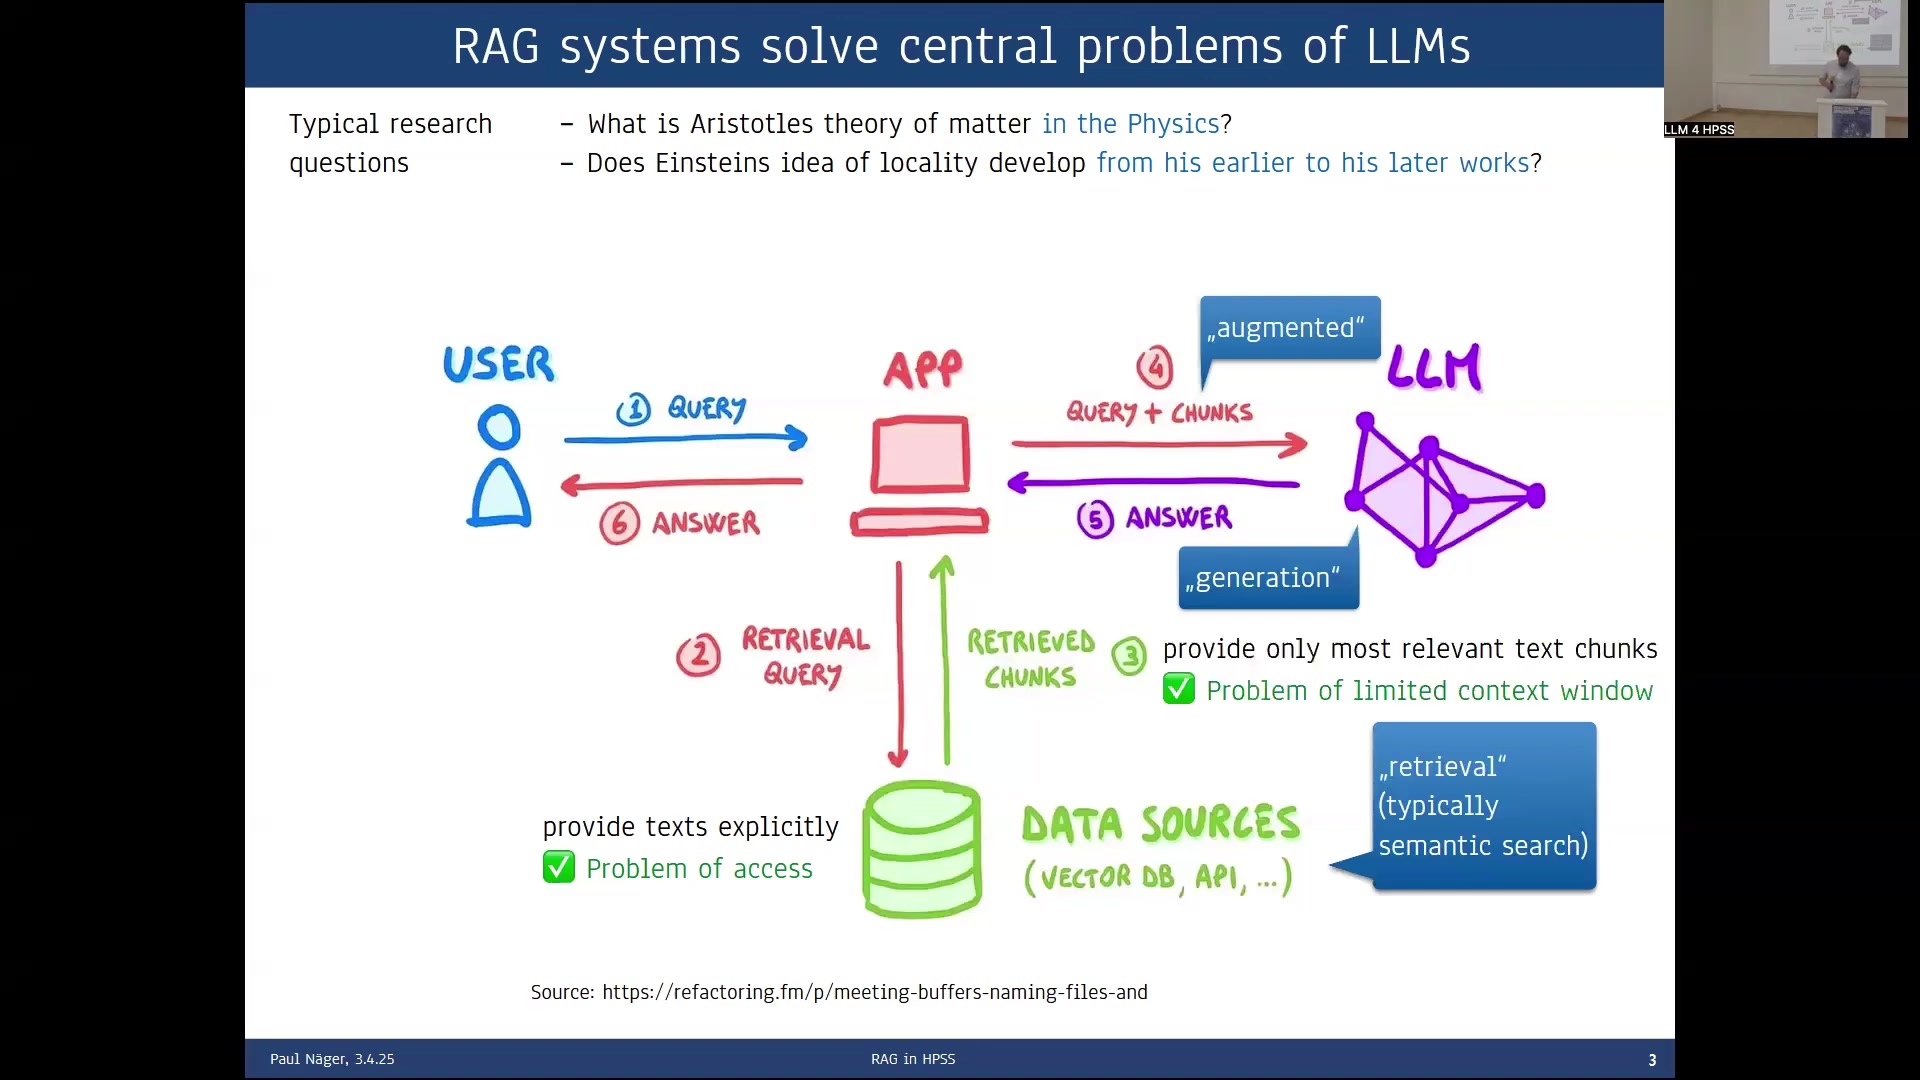 RAG systems solve central problems of LLMs
LLM 4 HPSS
Typical research
questions
– What is Aristotles theory of matter in the Physics?
– Does Einsteins idea of locality develop from his earlier to his later works?
„augmented“
USER
APP
4
LLM
1 QUERY
QUERY + CHUNKS
6 ANSWER
5 ANSWER
„generation“
2 RETRIEVAL
QUERY
RETRIEVED
CHUNKS
3
provide only most relevant text chunks
✅ Problem of limited context window
„retrieval“
(typically
semantic search)
provide texts explicitly
✅ Problem of access
DATA SOURCES
(VECTOR DB, API, ...)
Source: https://refactoring.fm/p/meeting-buffers-naming-files-and
Paul Näger, 3.4.25
RAG in HPSS
3